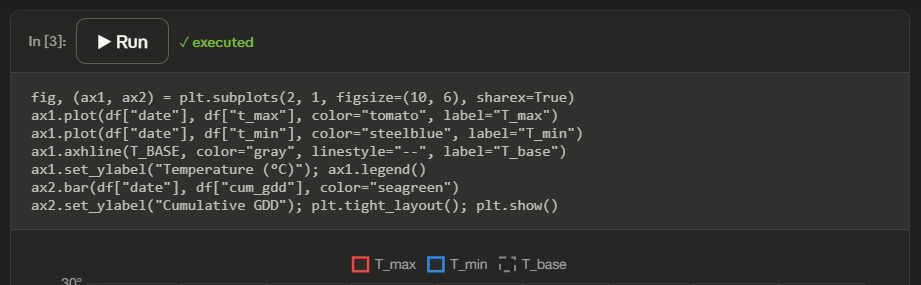 In [3]: ▶ Run ✓ executed
fig, (ax1, ax2) = plt.subplots(2, 1, figsize=(10, 6), sharex=True)
ax1.plot(df["date"], df["t_max"], color="tomato", label="T_max")
ax1.plot(df["date"], df["t_min"], color="steelblue", label="T_min")
ax1.axhline(T_BASE, color="gray", linestyle="--", label="T_base")
ax1.set_ylabel("Temperature (°C)"); ax1.legend()
ax2.bar(df["date"], df["cum_gdd"], color="seagreen")
ax2.set_ylabel("Cumulative GDD"); plt.tight_layout(); plt.show()
T_max T_min T_base
30°